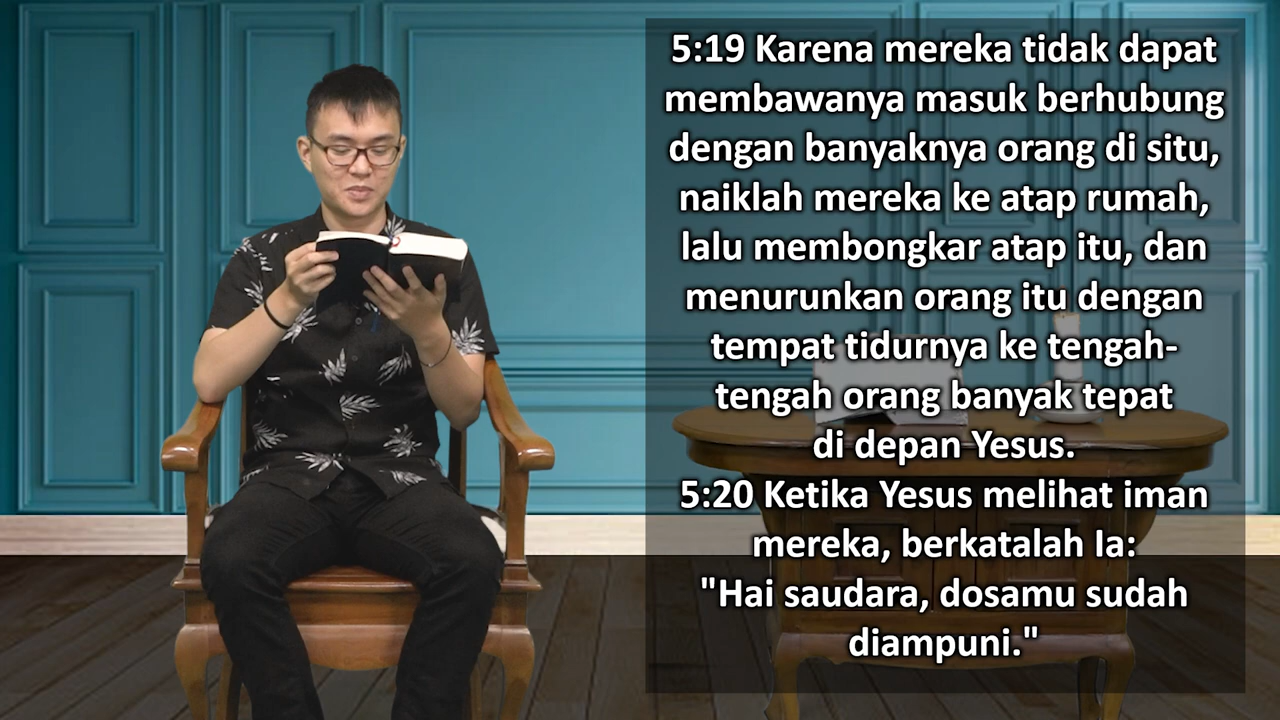 5:19 Karena mereka tidak dapat
membawanya masuk berhubung
dengan banyaknya orang di situ,
naiklah mereka ke atap rumah,
lalu membongkar atap itu, dan
menurunkan orang itu dengan
tempat tidurnya ke tengah-
tengah orang banyak tepat
di depan Yesus.
5:20 Ketika Yesus melihat iman
mereka, berkatalah Ia:
"Hai saudara, dosamu sudah
diampuni."